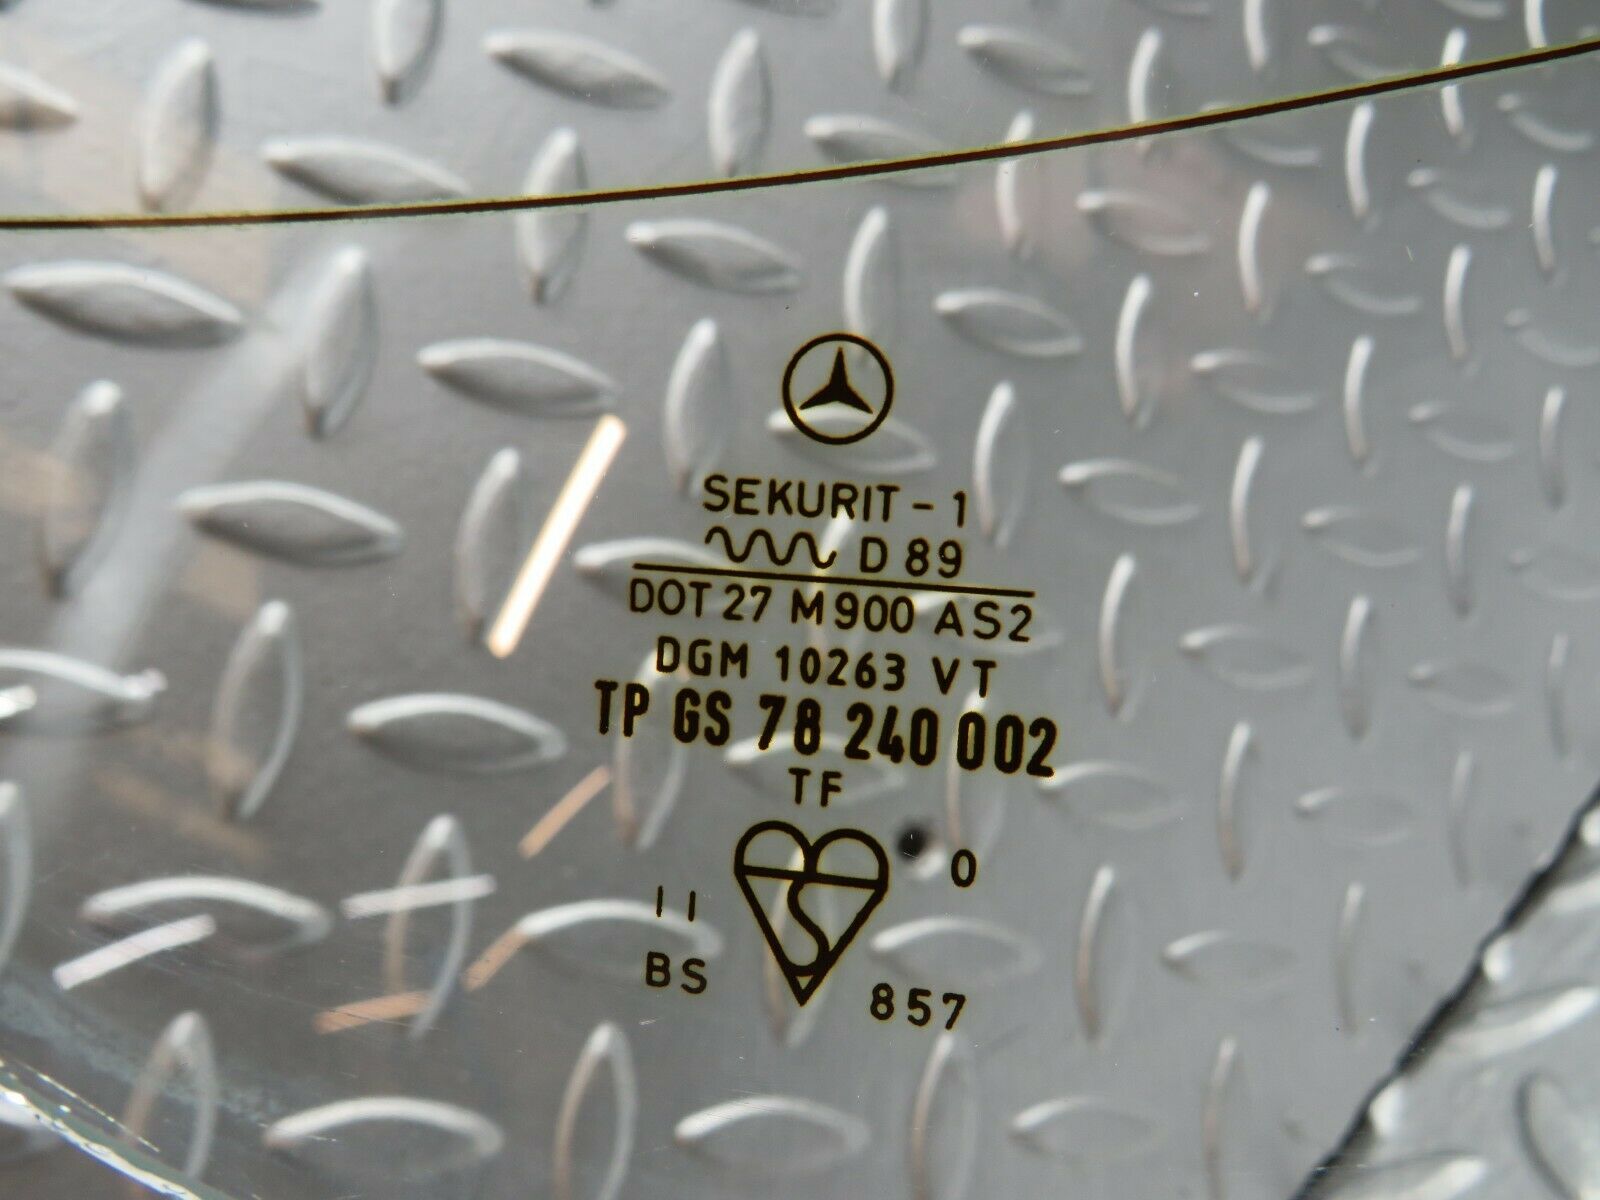 SEKURIT - 1
D 89
DOT 27 M900 AS2
DGM 10263 VT
TP GS 78 240 002
TF
II 0
BS 857